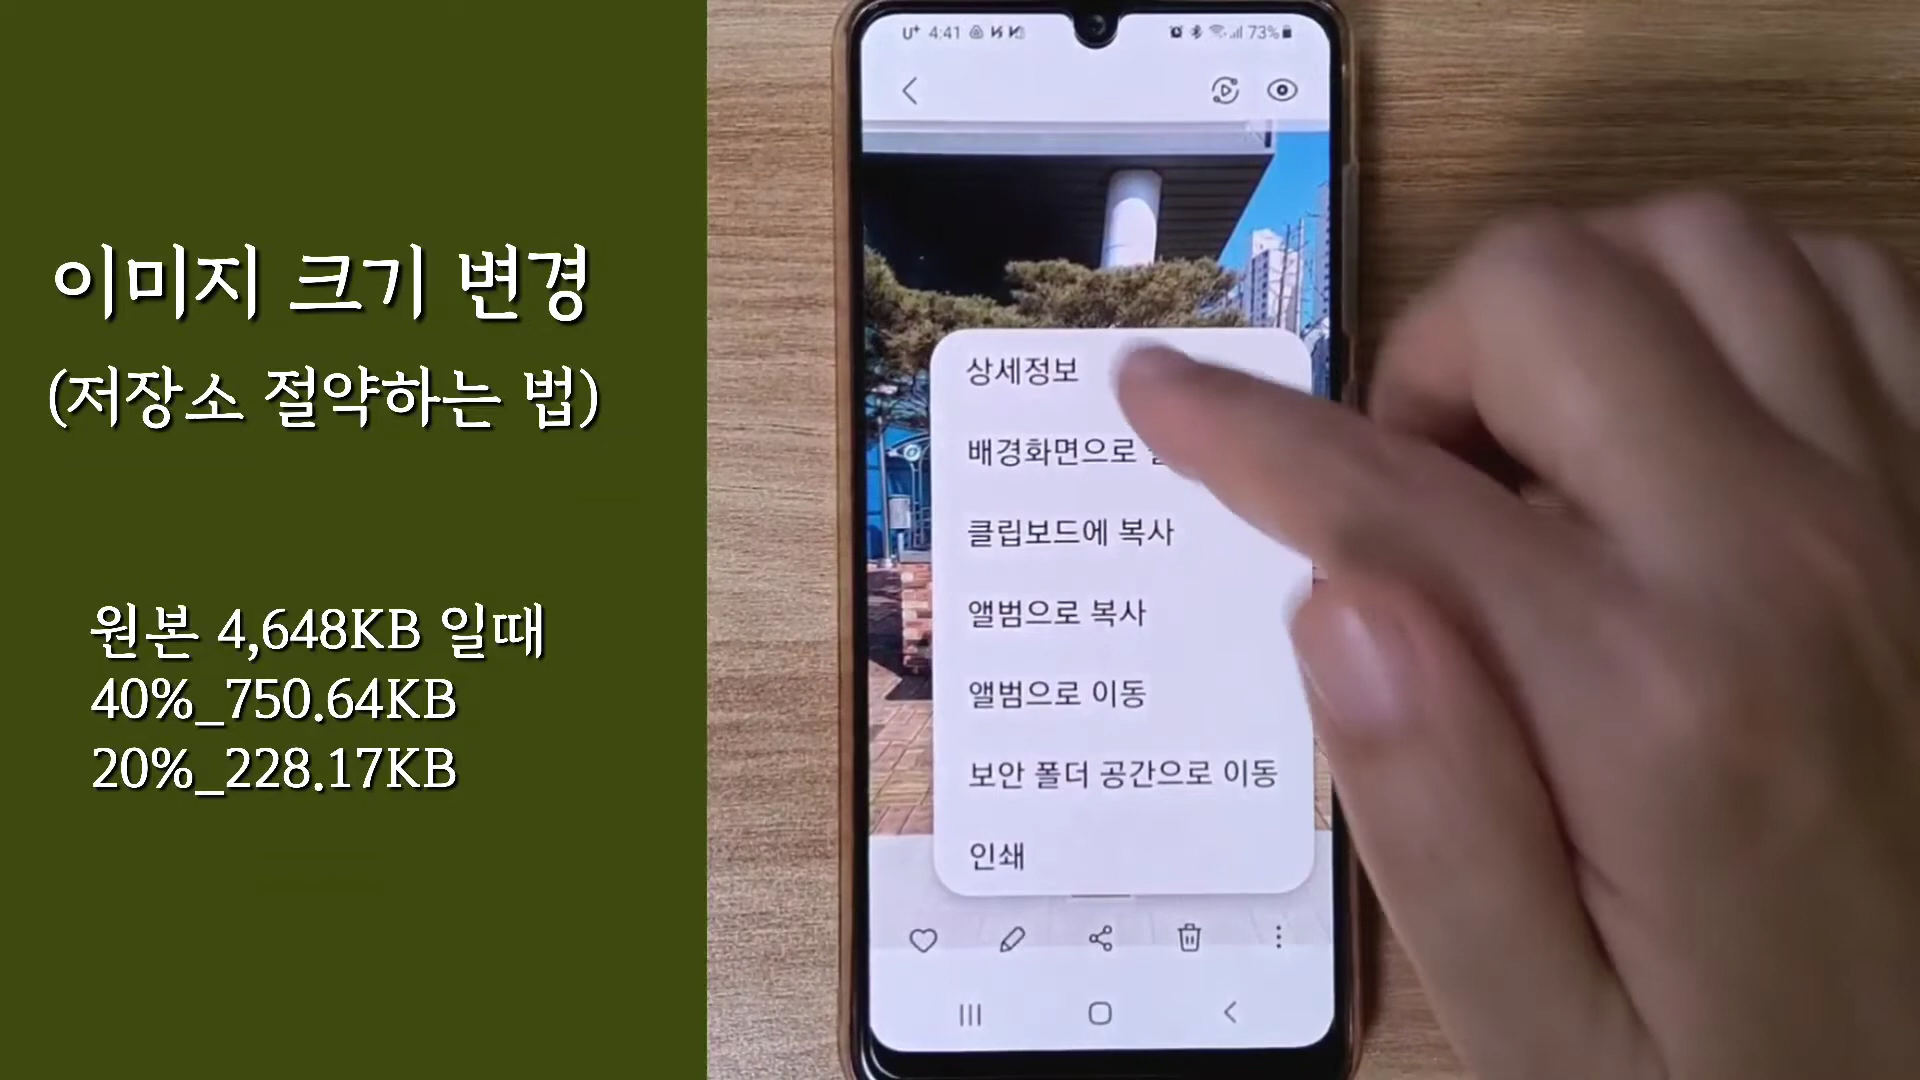 이미지 크기 변경
(저장소 절약하는 법)
원본 4,648KB 일때
40%_750.64KB
20%_228.17KB
U+ 4:41
73%
상세정보
배경화면으로
클립보드에 복사
앨범으로 복사
앨범으로 이동
보안 폴더 공간으로 이동
인쇄